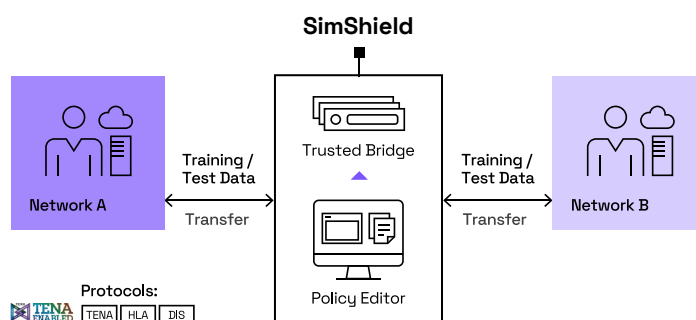 SimShield
Trusted Bridge
Training /
Test Data
Training /
Test Data
Network A
Network B
Transfer
Transfer
Policy Editor
Protocols:
TENA
ENABLED
TENA
HLA
DIS